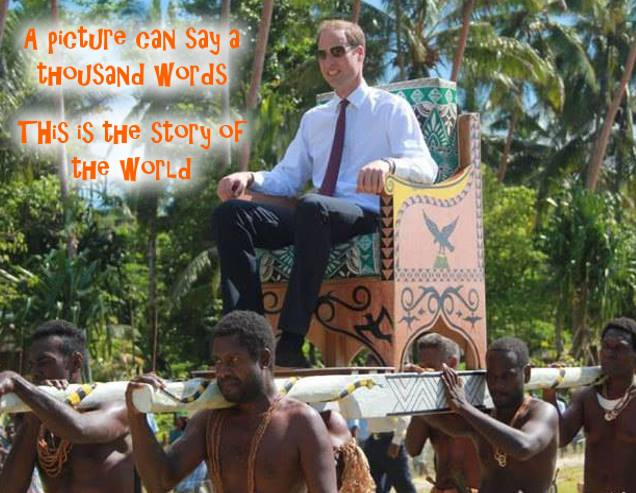 A picture can say a
thousand words
This is the story of
the world